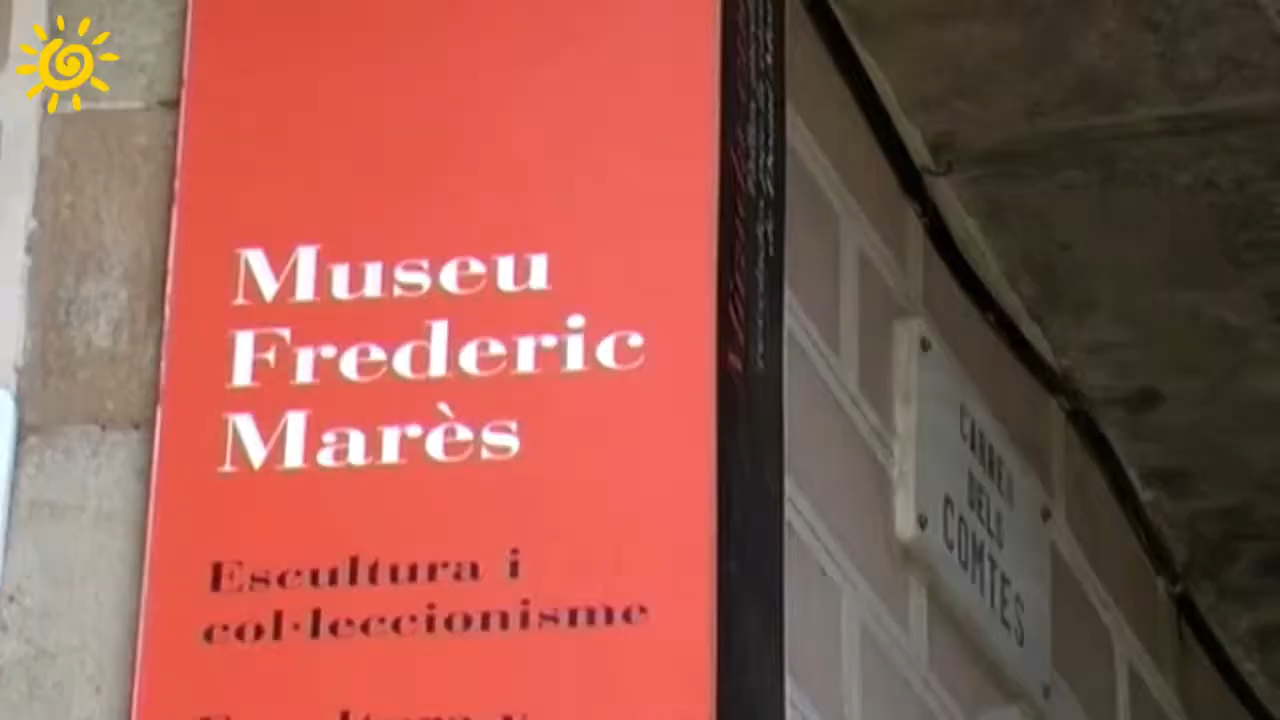 Museu
Frederic
Marès
Escultura i
col·leccionisme
CARRER
DELS
COMTES